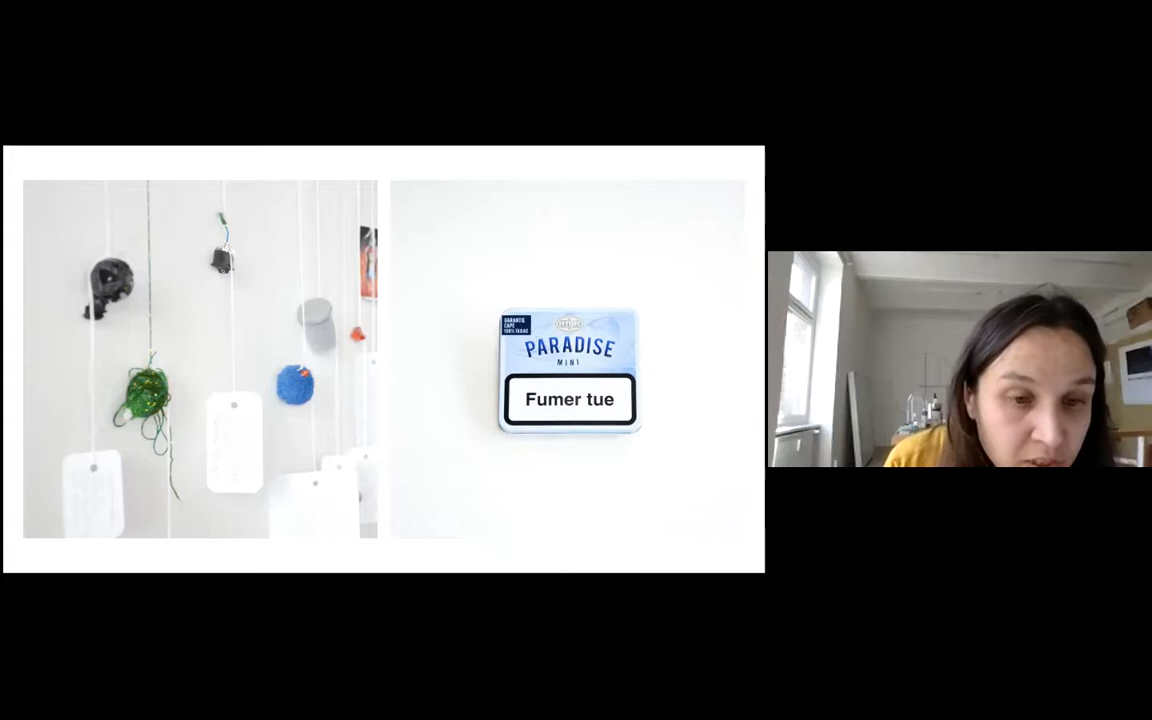 GARANTIE
CAPE
100% TABAC
PARADISE
MINI
Fumer tue